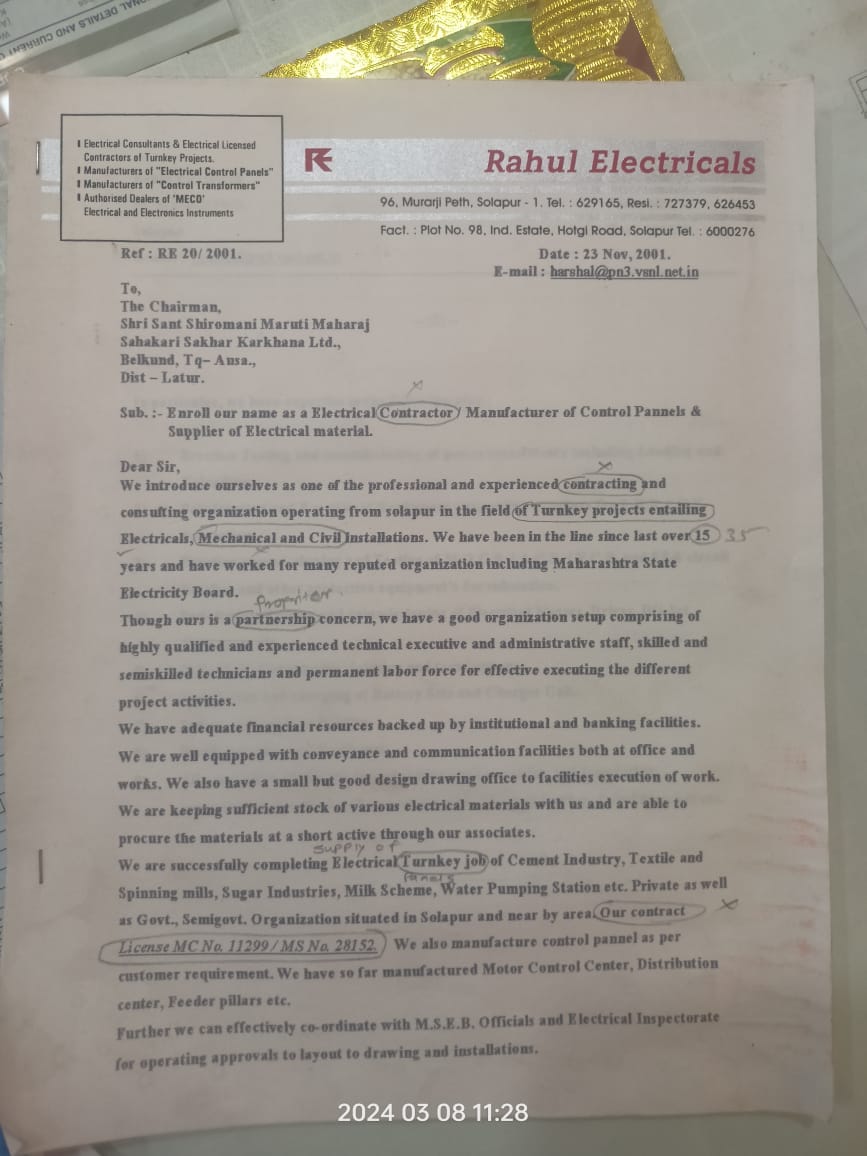 Electrical Consultants & Electrical Licensed
Contractors of Turnkey Projects.
Manufacturers of "Electrical Control Panels"
Manufacturers of "Control Transformers"
Authorised Dealers of 'MECO'
Electrical and Electronics Instruments
RE
Rahul Electricals
96, Murarji Peth, Solapur - 1. Tel. : 629165, Resi. : 727379, 626453
Fact. : Plot No. 98, Ind. Estate, Hotgi Road, Solapur Tel. : 6000276
Ref : RE 20/ 2001.
Date : 23 Nov, 2001.
E-mail : harshal@pn3.vsnl.net.in
To,
The Chairman,
Shri Sant Shiromani Maruti Maharaj
Sahakari Sakhar Karkhana Ltd.,
Belkund, Tq– Ausa.,
Dist – Latur.
Sub. :- Enroll our name as a Electrical Contractor / Manufacturer of Control Pannels &
Supplier of Electrical material.
Dear Sir,
We introduce ourselves as one of the professional and experienced contracting and
consulting organization operating from solapur in the field of Turnkey projects entailing
Electricals, Mechanical and Civil installations. We have been in the line since last over 15 35
years and have worked for many reputed organization including Maharashtra State
Electricity Board.
Though ours is a partnership concern, we have a good organization setup comprising of
highly qualified and experienced technical executive and administrative staff, skilled and
semiskilled technicians and permanent labor force for effective executing the different
project activities.
We have adequate financial resources backed up by institutional and banking facilities.
We are well equipped with conveyance and communication facilities both at office and
works. We also have a small but good design drawing office to facilities execution of work.
We are keeping sufficient stock of various electrical materials with us and are able to
procure the materials at a short active through our associates.
supply of
We are successfully completing Electrical Turnkey job of Cement Industry, Textile and
panels
Spinning mills, Sugar Industries, Milk Scheme, Water Pumping Station etc. Private as well
as Govt., Semigovt. Organization situated in Solapur and near by area. Our contract
License MC No. 11299 / MS No. 28152. We also manufacture control pannel as per
customer requirement. We have so far manufactured Motor Control Center, Distribution
center, Feeder pillars etc.
Further we can effectively co-ordinate with M.S.E.B. Officials and Electrical Inspectorate
for operating approvals to layout to drawing and installations.
2024 03 08 11:28